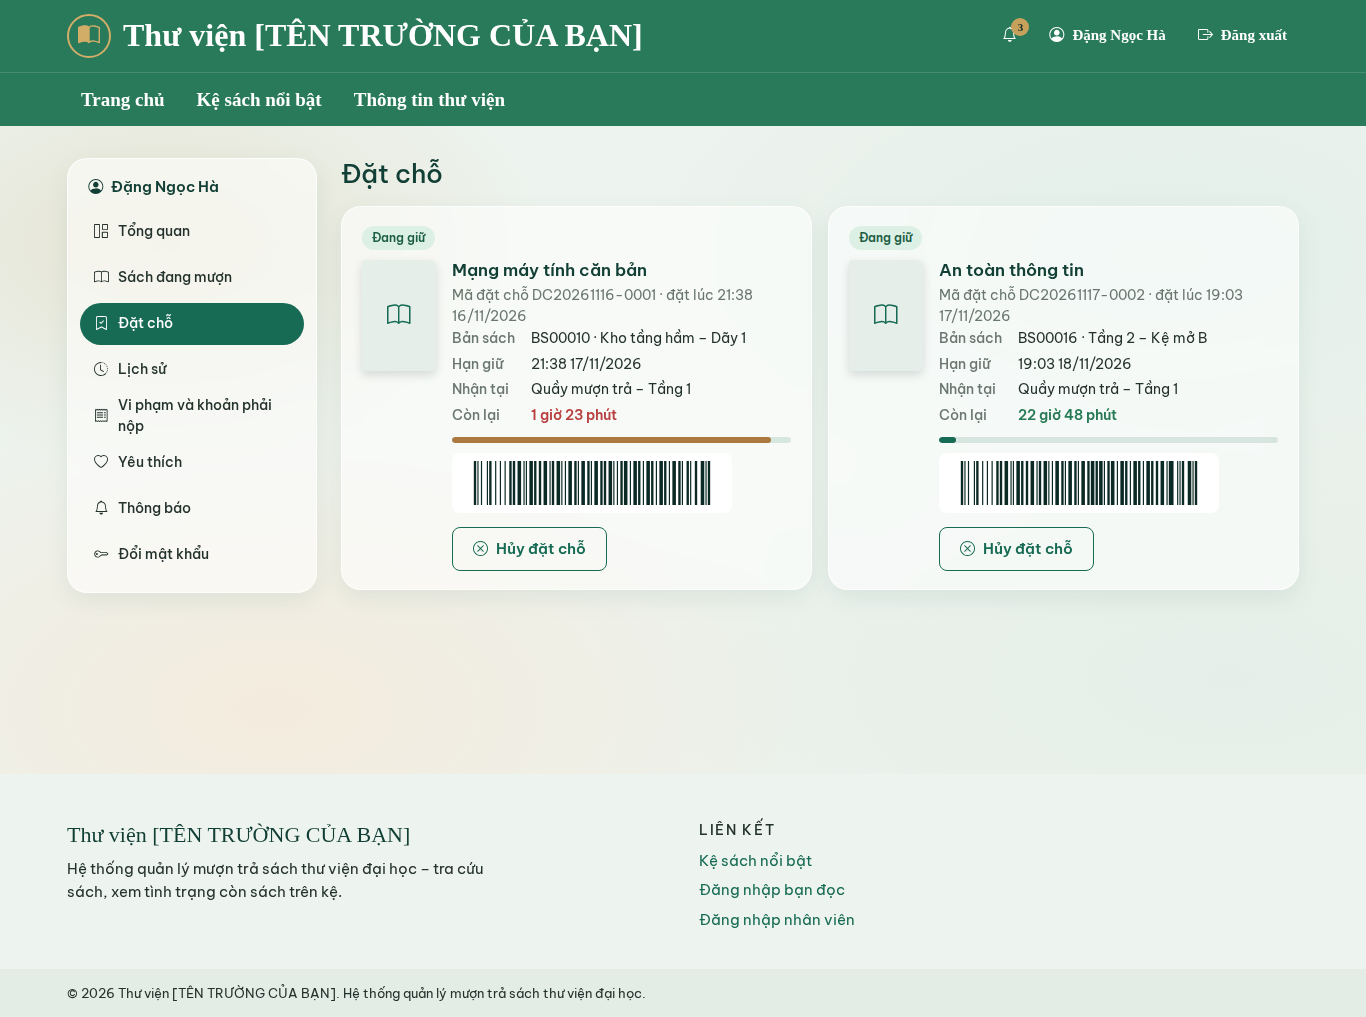 Thư viện [TÊN TRƯỜNG CỦA BẠN]
3
Đặng Ngọc Hà
Đăng xuất
Trang chủ
Kệ sách nổi bật
Thông tin thư viện
Đặng Ngọc Hà
Tổng quan
Sách đang mượn
Đặt chỗ
Lịch sử
Vi phạm và khoản phải
nộp
Yêu thích
Thông báo
Đổi mật khẩu
Đặt chỗ
Đang giữ
Mạng máy tính căn bản
Mã đặt chỗ DC20261116-0001 · đặt lúc 21:38
16/11/2026
Bản sách BS00010 · Kho tầng hầm – Dãy 1
Hạn giữ 21:38 17/11/2026
Nhận tại Quầy mượn trả – Tầng 1
Còn lại 1 giờ 23 phút
Hủy đặt chỗ
Đang giữ
An toàn thông tin
Mã đặt chỗ DC20261117-0002 · đặt lúc 19:03
17/11/2026
Bản sách BS00016 · Tầng 2 – Kệ mở B
Hạn giữ 19:03 18/11/2026
Nhận tại Quầy mượn trả – Tầng 1
Còn lại 22 giờ 48 phút
Hủy đặt chỗ
Thư viện [TÊN TRƯỜNG CỦA BẠN]
Hệ thống quản lý mượn trả sách thư viện đại học – tra cứu
sách, xem tình trạng còn sách trên kệ.
LIÊN KẾT
Kệ sách nổi bật
Đăng nhập bạn đọc
Đăng nhập nhân viên
© 2026 Thư viện [TÊN TRƯỜNG CỦA BẠN]. Hệ thống quản lý mượn trả sách thư viện đại học.